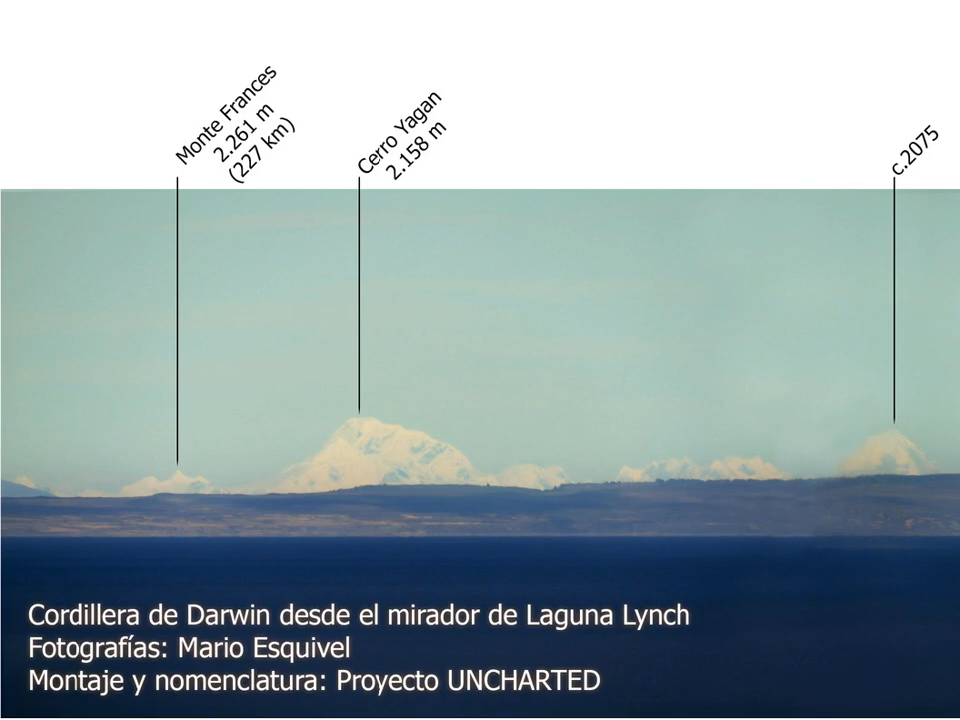 Monte Frances
2.261 m
(227 km)
Cerro Yagan
2.158 m
c.2075
Cordillera de Darwin desde el mirador de Laguna Lynch
Fotografías: Mario Esquivel
Montaje y nomenclatura: Proyecto UNCHARTED